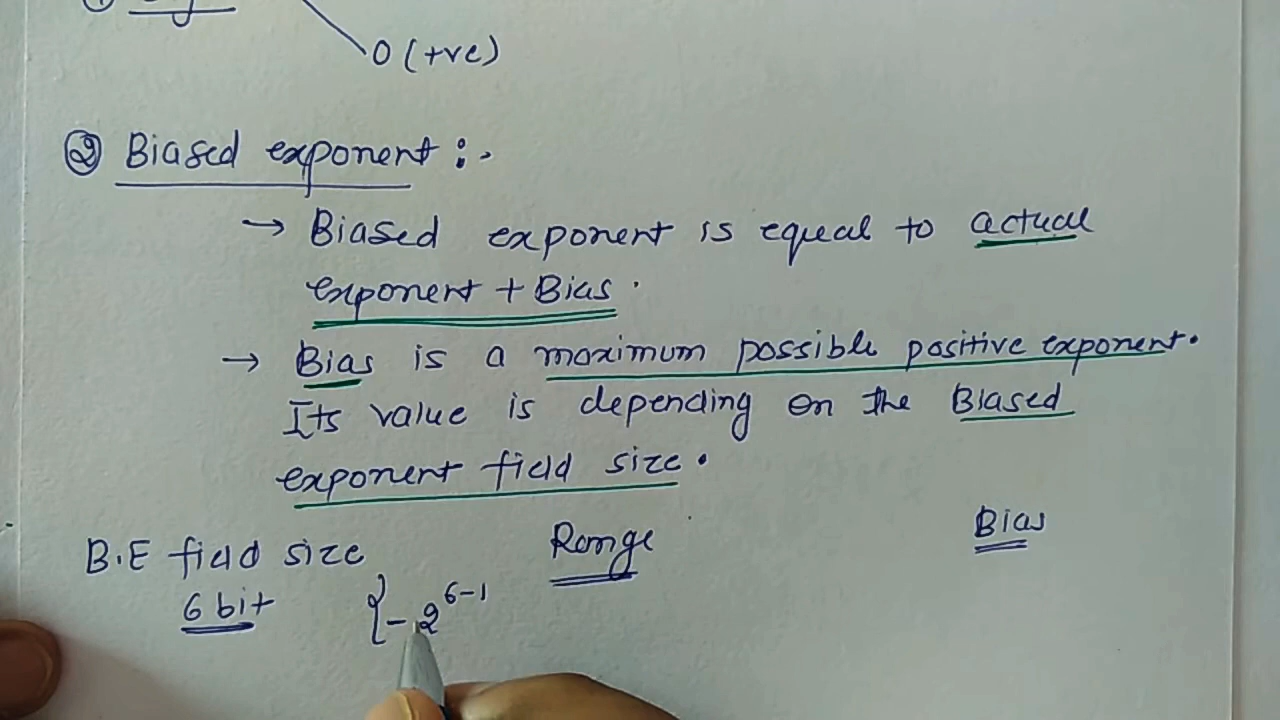 0 (+ve)
② Biased exponent :-
→ Biased exponent is equal to actual
exponent + Bias.
→ Bias is a maximum possible positive exponent.
Its value is depending on the Biased
exponent field size.
B.E field size Range Bias
6 bit {-2^6-1